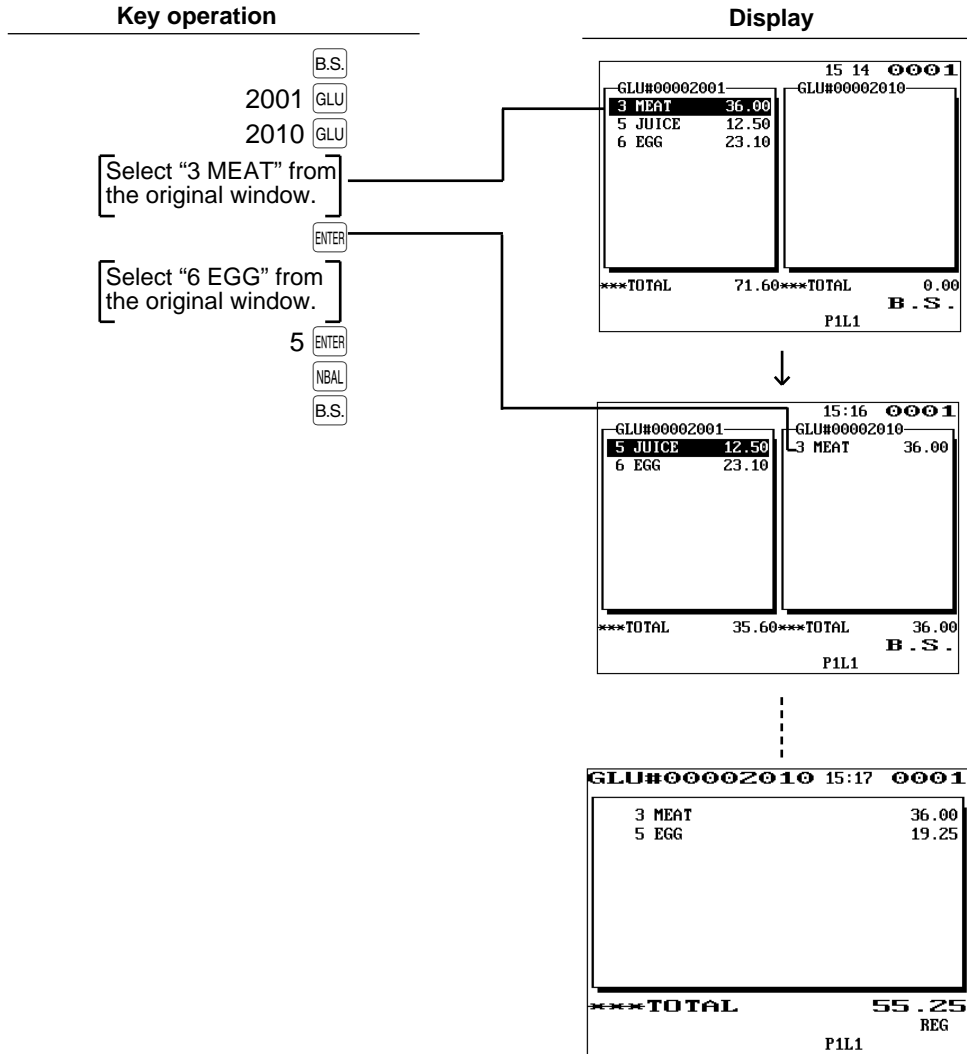 Key operation
Display
B.S.
2001 GLU
2010 GLU
Select “3 MEAT” from
the original window.
ENTER
Select “6 EGG” from
the original window.
5 ENTER
NBAL
B.S.
15 14 0001
GLU#00002001 GLU#00002010
3 MEAT 36.00
5 JUICE 12.50
6 EGG 23.10
***TOTAL 71.60***TOTAL 0.00
B.S.
P1L1
15:16 0001
GLU#00002001 GLU#00002010
5 JUICE 12.50 3 MEAT 36.00
6 EGG 23.10
***TOTAL 35.60***TOTAL 36.00
B.S.
P1L1
GLU#00002010 15:17 0001
3 MEAT 36.00
5 EGG 19.25
***TOTAL 55.25
REG
P1L1